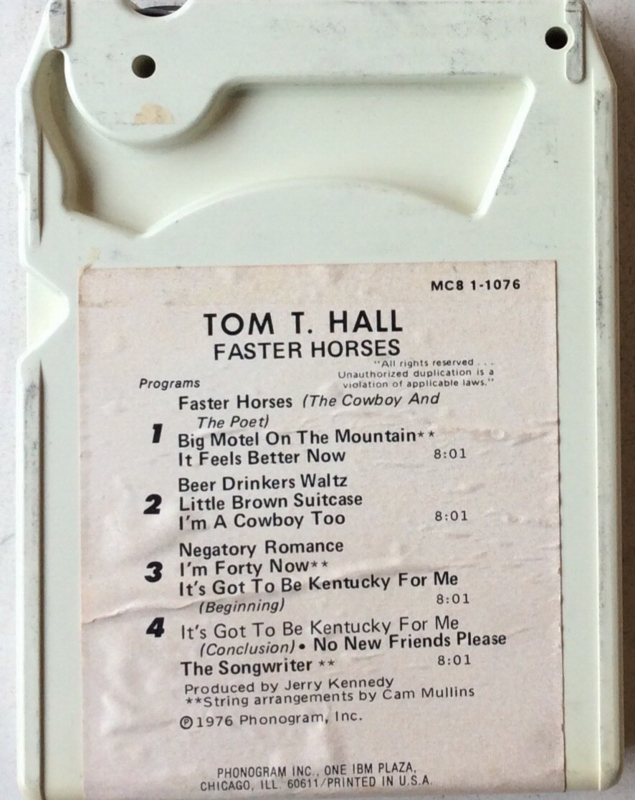 MC8 1-1076
TOM T. HALL
FASTER HORSES
"All rights reserved . . .
Unauthorized duplication is a
violation of applicable laws."
Programs
Faster Horses (The Cowboy And
The Poet)
1 Big Motel On The Mountain**
It Feels Better Now 8:01
Beer Drinkers Waltz
2 Little Brown Suitcase
I'm A Cowboy Too 8:01
Negatory Romance
3 I'm Forty Now**
It's Got To Be Kentucky For Me
(Beginning) 8:01
4 It's Got To Be Kentucky For Me
(Conclusion) • No New Friends Please
The Songwriter ** 8:01
Produced by Jerry Kennedy
**String arrangements by Cam Mullins
℗1976 Phonogram, Inc.
PHONOGRAM INC., ONE IBM PLAZA,
CHICAGO, ILL. 60611/PRINTED IN U.S.A.